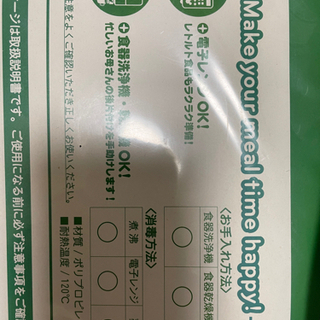 Make your meal time happy!
電子レンジOK!
レトルト食品もラクラク準備!
食器洗浄機・乾燥機OK!
忙しいお母さんの後片付けを手助けします!
〈お手入れ方法〉
食器洗浄機 食器乾燥機
○ ○
〈消毒方法〉
煮沸 電子レンジ
○ ○
■材質/ポリプロピレ
■耐熱温度/120℃
注意をよくご確認いただき正しくお使いください。
ージは取扱説明書です。ご使用になる前に必ず注意事項をご確